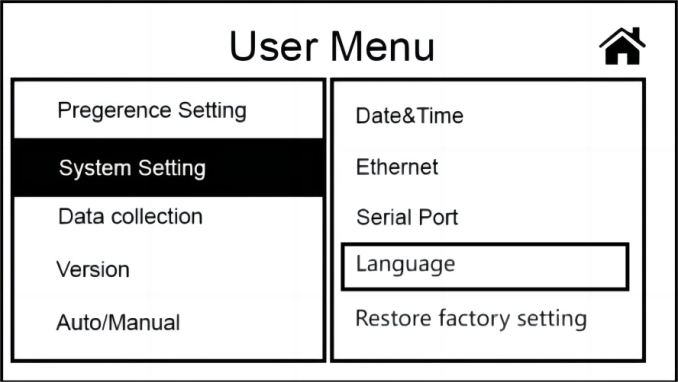 User Menu
Pregerence Setting
System Setting
Data collection
Version
Auto/Manual
Date&Time
Ethernet
Serial Port
Language
Restore factory setting